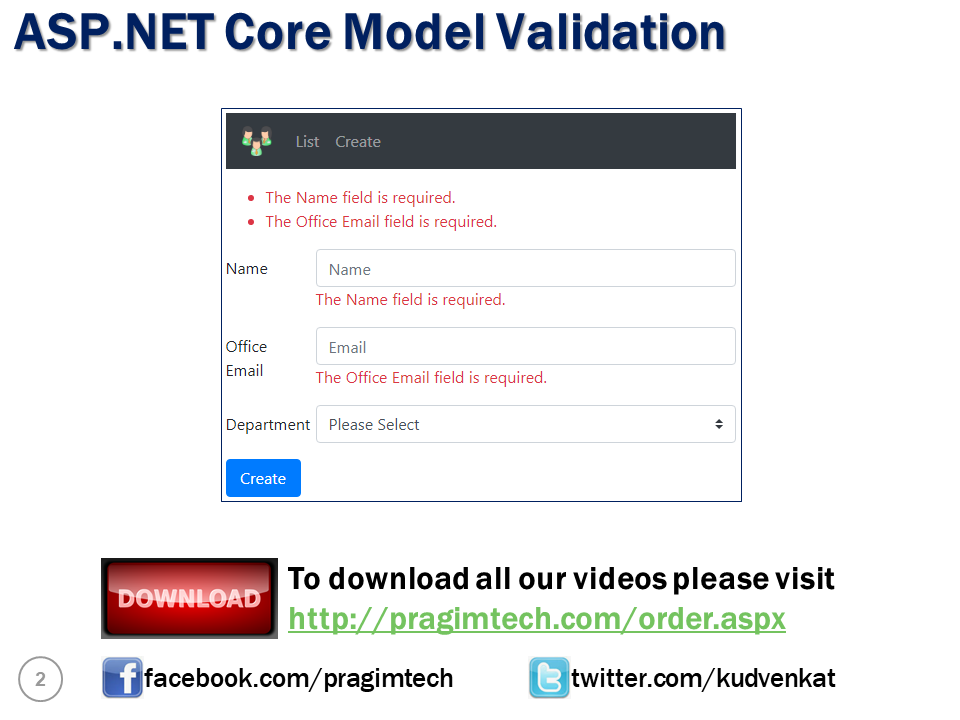 ASP.NET Core Model Validation
List Create
The Name field is required.
The Office Email field is required.
Name
Name
The Name field is required.
Office
Email
Email
The Office Email field is required.
Department
Please Select
Create
DOWNLOAD
To download all our videos please visit
http://pragimtech.com/order.aspx
2
facebook.com/pragimtech
twitter.com/kudvenkat